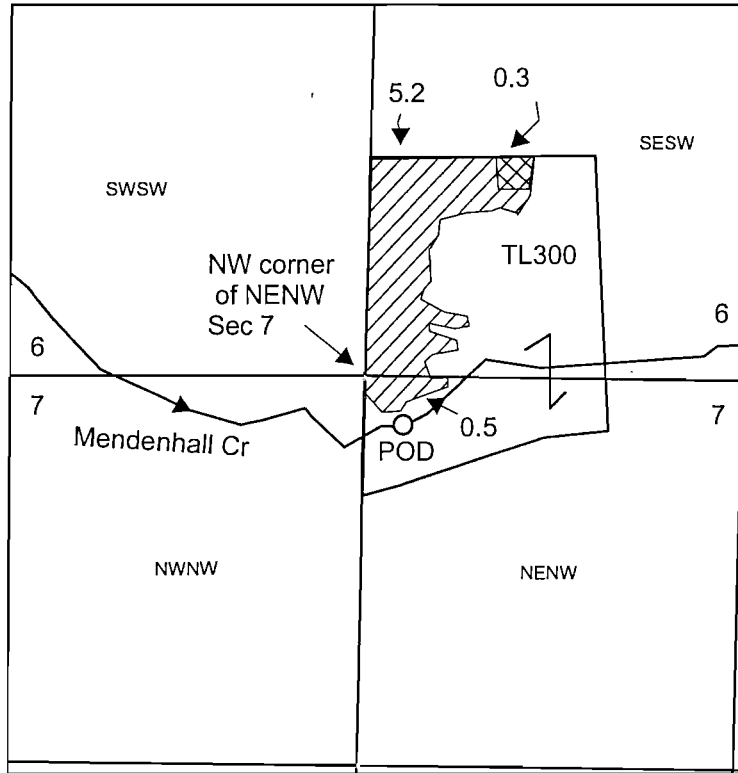 0.3
5.2
SESW
SWSW
NW corner
of NENW
Sec 7
TL300
6
6
7
7
0.5
Mendenhall Cr
POD
NWNW
NENW